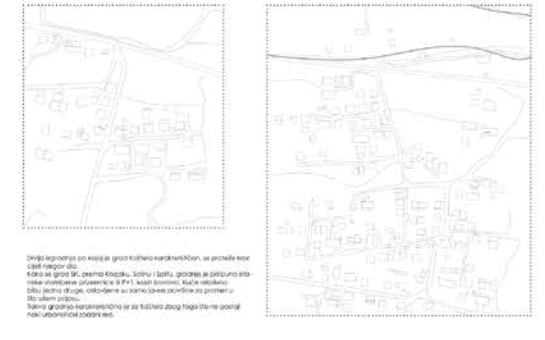 Divlja izgradnja po kojoj je grad Kaštela karakterističan, se proteže kroz
cijeli njegov dio.
Kako se grad širi, prema Klisu, Solinu i Splitu, gradnja je potpuno
stambene prizemnice ili P+1, kosih krovova. Kuće relativno
blizu jedna druge, ostavljene su samo javne površine za promet u
što užem pojasu.
Takva gradnja karakteristična je za Kaštela zbog toga što ne postoji
neki urbanistički zadani red.